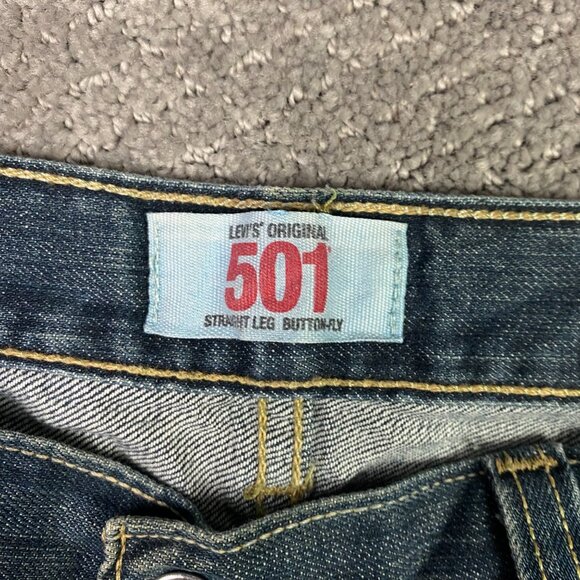 LEVI'S® ORIGINAL
501®
STRAIGHT LEG BUTTON-FLY